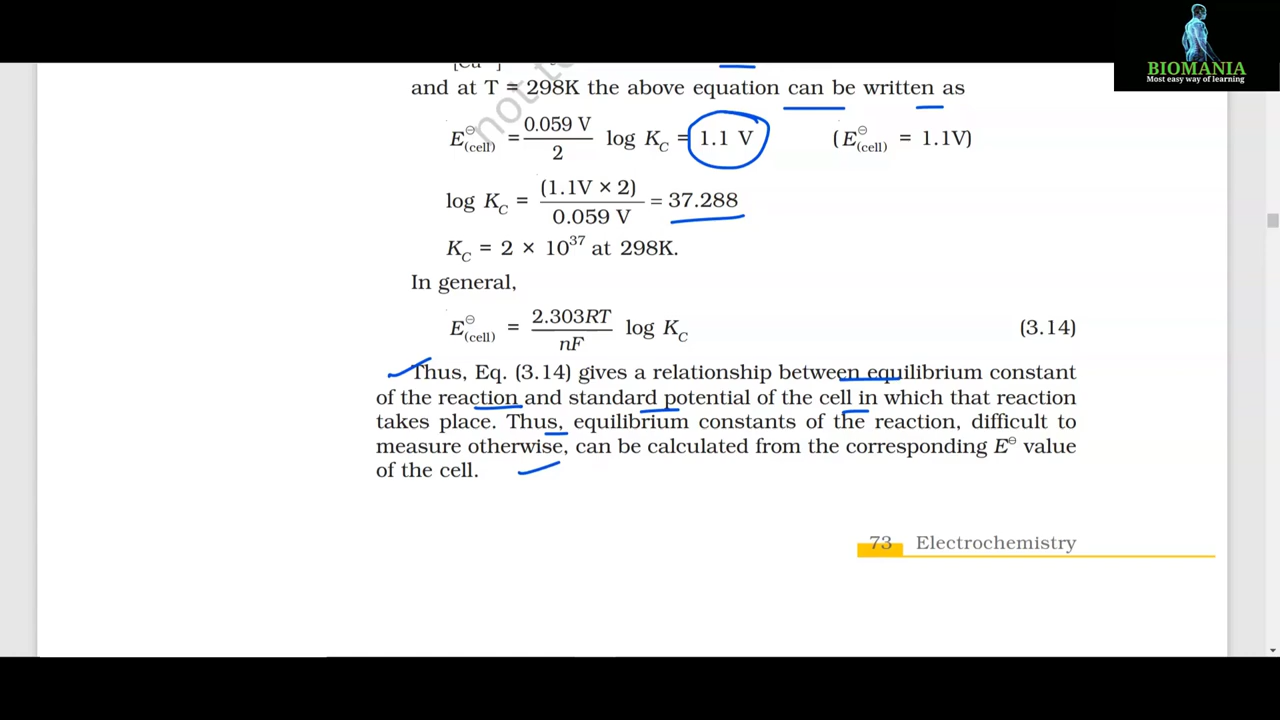 BIOMANIA
Most easy way of learning
and at T = 298K the above equation can be written as
E⊖(cell) = 0.059 V / 2 log KC = 1.1 V (E⊖(cell) = 1.1V)
log KC = (1.1V × 2) / 0.059 V = 37.288
KC = 2 × 10³⁷ at 298K.
In general,
E⊖(cell) = 2.303RT / nF log KC (3.14)
Thus, Eq. (3.14) gives a relationship between equilibrium constant
of the reaction and standard potential of the cell in which that reaction
takes place. Thus, equilibrium constants of the reaction, difficult to
measure otherwise, can be calculated from the corresponding E⊖ value
of the cell.
73 Electrochemistry
not